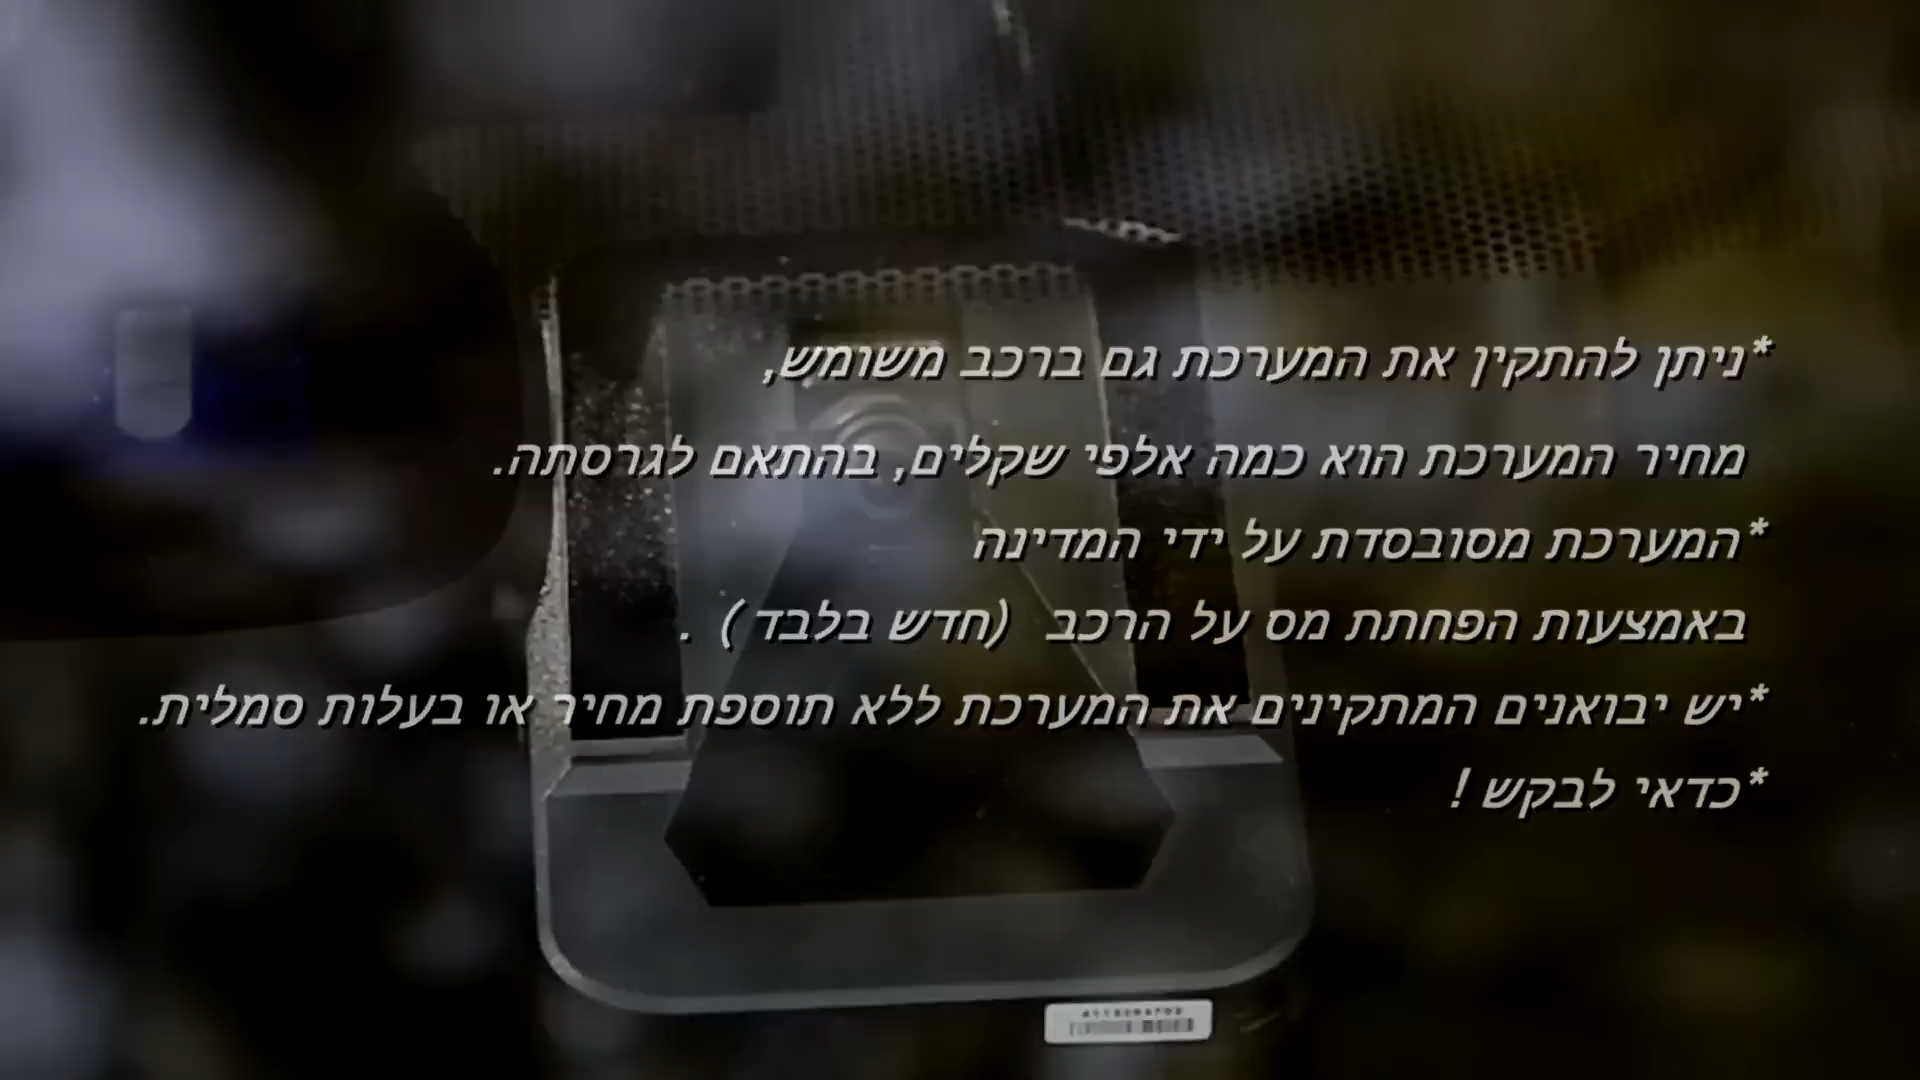 *ניתן להתקין את המערכת גם ברכב משומש,
מחיר המערכת הוא כמה אלפי שקלים, בהתאם לגרסתה.
*המערכת מסובסדת על ידי המדינה
באמצעות הפחתת מס על הרכב (חדש בלבד ) .
*יש יבואנים המתקינים את המערכת ללא תוספת מחיר או בעלות סמלית.
*כדאי לבקש !